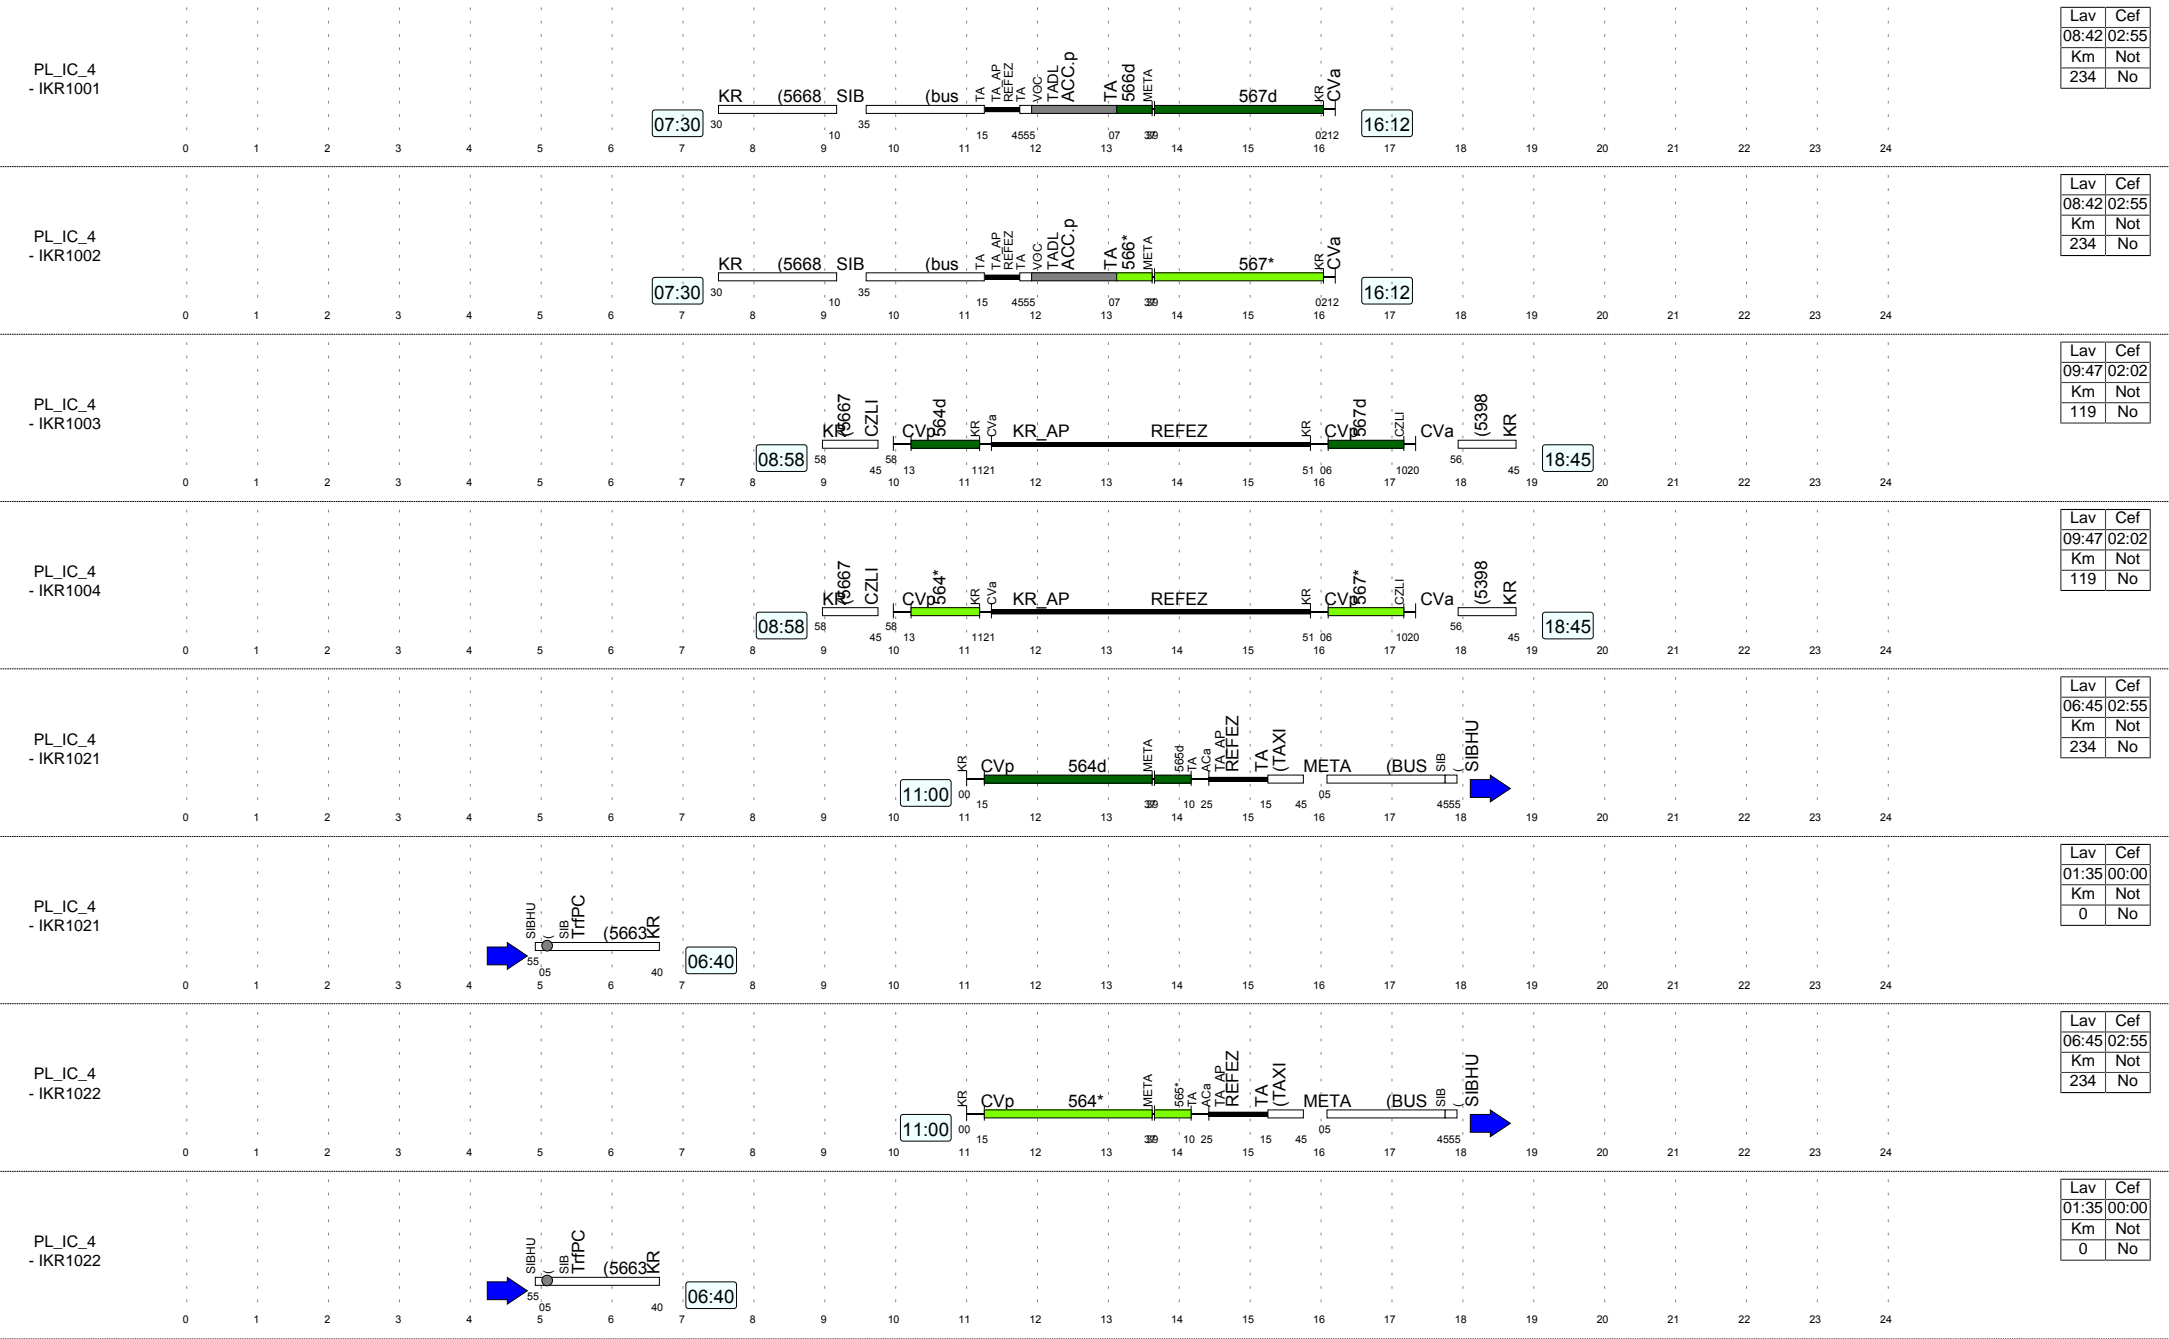 Lav Cef
08:42 02:55
Km Not
234 No
PL_IC_4
- IKR1001
KR (5668 SIB (bus TA TA_AP REFEZ TA VOC TADL ACC.p TA 566d META 567d KR CVa
07:30 16:12
30 10 35 15 4555 07 39 0212
0 1 2 3 4 5 6 7 8 9 10 11 12 13 14 15 16 17 18 19 20 21 22 23 24
Lav Cef
08:42 02:55
Km Not
234 No
PL_IC_4
- IKR1002
KR (5668 SIB (bus TA TA_AP REFEZ TA VOC TADL ACC.p TA 566* META 567* KR CVa
07:30 16:12
30 10 35 15 4555 07 39 0212
0 1 2 3 4 5 6 7 8 9 10 11 12 13 14 15 16 17 18 19 20 21 22 23 24
Lav Cef
09:47 02:02
Km Not
119 No
PL_IC_4
- IKR1003
KR (5667 CZLI CVp 564d KR CVa KR_AP REFEZ KR CVp 567d CZLI CVa (5398 KR
08:58 18:45
58 45 58 13 1121 51 06 1020 56 45
0 1 2 3 4 5 6 7 8 9 10 11 12 13 14 15 16 17 18 19 20 21 22 23 24
Lav Cef
09:47 02:02
Km Not
119 No
PL_IC_4
- IKR1004
KR (5667 CZLI CVp 564* KR CVa KR_AP REFEZ KR CVp 567* CZLI CVa (5398 KR
08:58 18:45
58 45 58 13 1121 51 06 1020 56 45
0 1 2 3 4 5 6 7 8 9 10 11 12 13 14 15 16 17 18 19 20 21 22 23 24
Lav Cef
06:45 02:55
Km Not
234 No
PL_IC_4
- IKR1021
KR CVp 564d META 565d TA ACa TA_AP REFEZ TA (TAXI META (BUS SIB ( SIBHU
11:00
00 15 39 10 25 15 45 05 4555
0 1 2 3 4 5 6 7 8 9 10 11 12 13 14 15 16 17 18 19 20 21 22 23 24
Lav Cef
01:35 00:00
Km Not
0 No
PL_IC_4
- IKR1021
SIBHU ( SIB TrfPC (5663 KR
06:40
55 05 40
0 1 2 3 4 5 6 7 8 9 10 11 12 13 14 15 16 17 18 19 20 21 22 23 24
Lav Cef
06:45 02:55
Km Not
234 No
PL_IC_4
- IKR1022
KR CVp 564* META 565* TA ACa TA_AP REFEZ TA (TAXI META (BUS SIB ( SIBHU
11:00
00 15 39 10 25 15 45 05 4555
0 1 2 3 4 5 6 7 8 9 10 11 12 13 14 15 16 17 18 19 20 21 22 23 24
Lav Cef
01:35 00:00
Km Not
0 No
PL_IC_4
- IKR1022
SIBHU ( SIB TrfPC (5663 KR
06:40
55 05 40
0 1 2 3 4 5 6 7 8 9 10 11 12 13 14 15 16 17 18 19 20 21 22 23 24